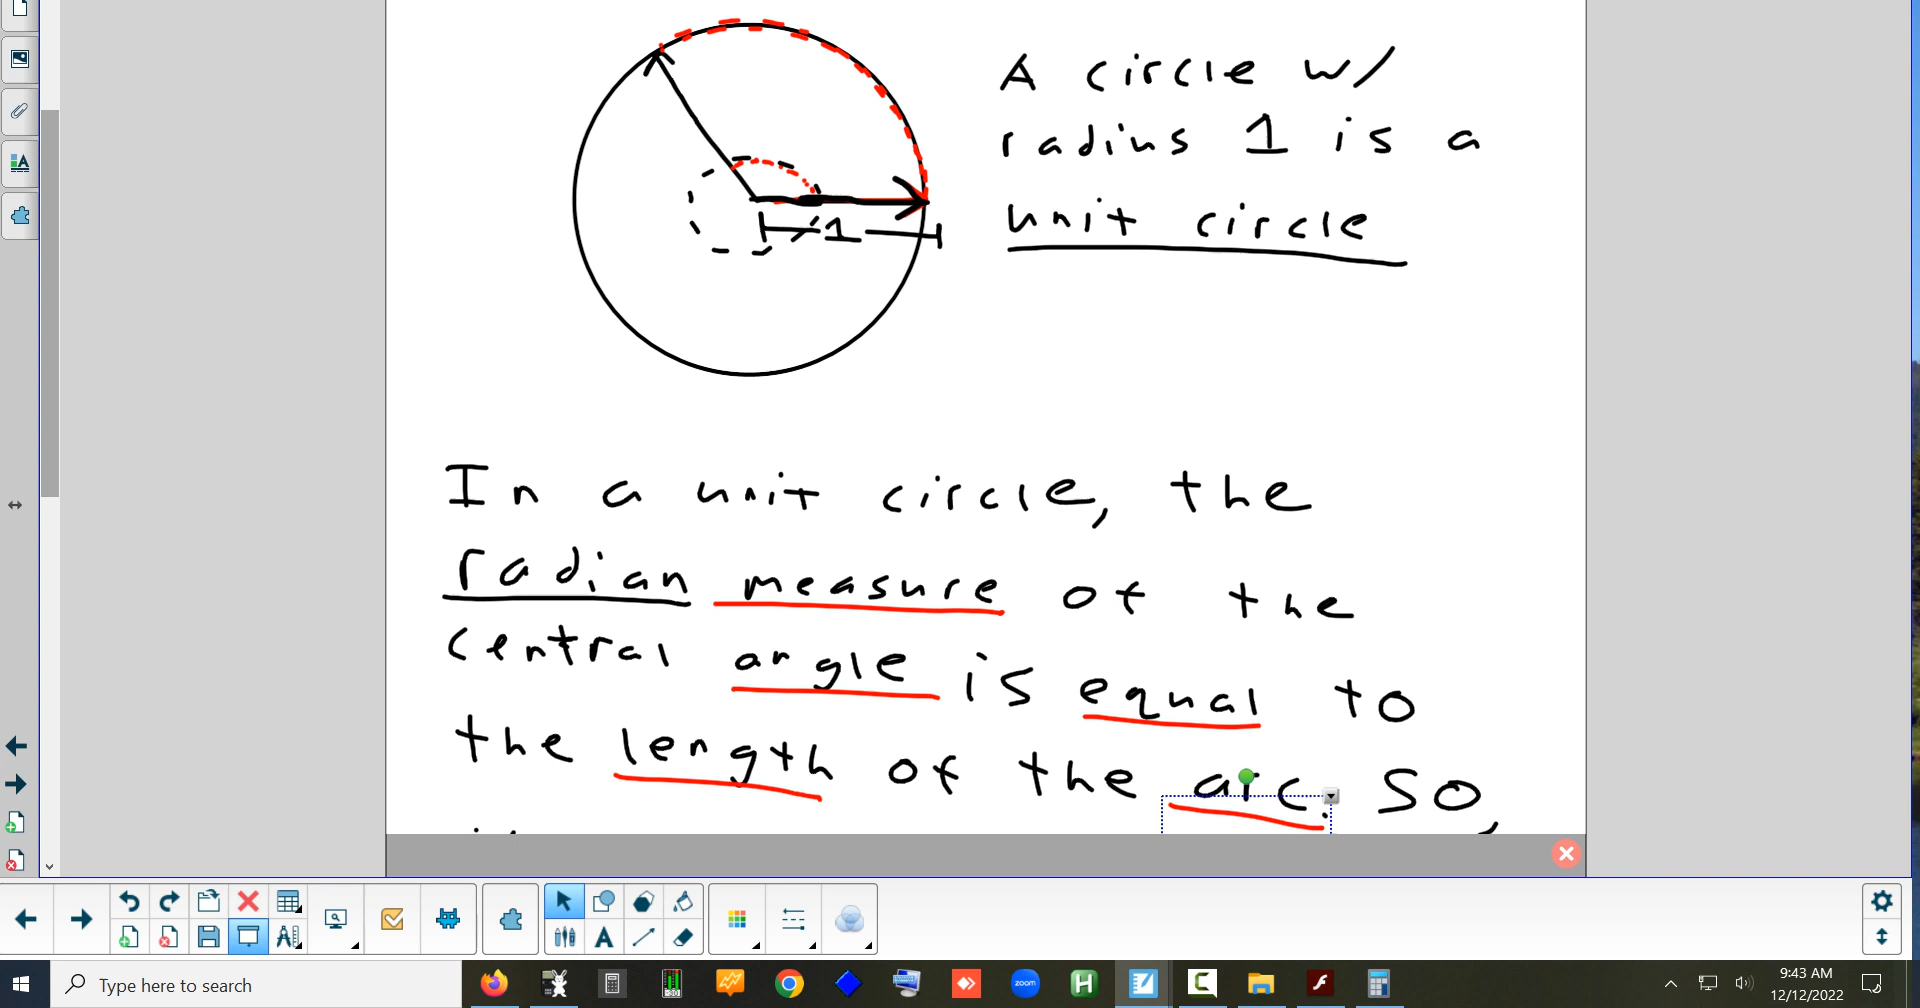 A circle w/
radius 1 is a
unit circle
1
In a unit circle, the
radian measure of the
central angle is equal to
the length of the arc. So,
Type here to search
zoom
9:43 AM
12/12/2022